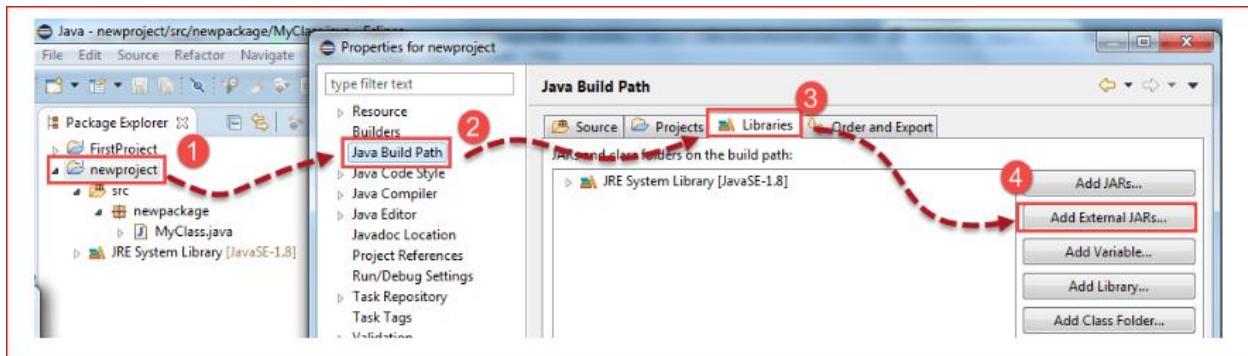 Java - newproject/src/newpackage/MyClass.java - Eclipse
File Edit Source Refactor Navigate
Package Explorer
FirstProject
newproject
src
newpackage
MyClass.java
JRE System Library [JavaSE-1.8]
1
Properties for newproject
type filter text
Resource
Builders
Java Build Path
Java Code Style
Java Compiler
Java Editor
Javadoc Location
Project References
Run/Debug Settings
Task Repository
Task Tags
Validation
2
Java Build Path
3
Source Projects Libraries Order and Export
JARs and class folders on the build path:
JRE System Library [JavaSE-1.8]
4
Add JARs...
Add External JARs...
Add Variable...
Add Library...
Add Class Folder...